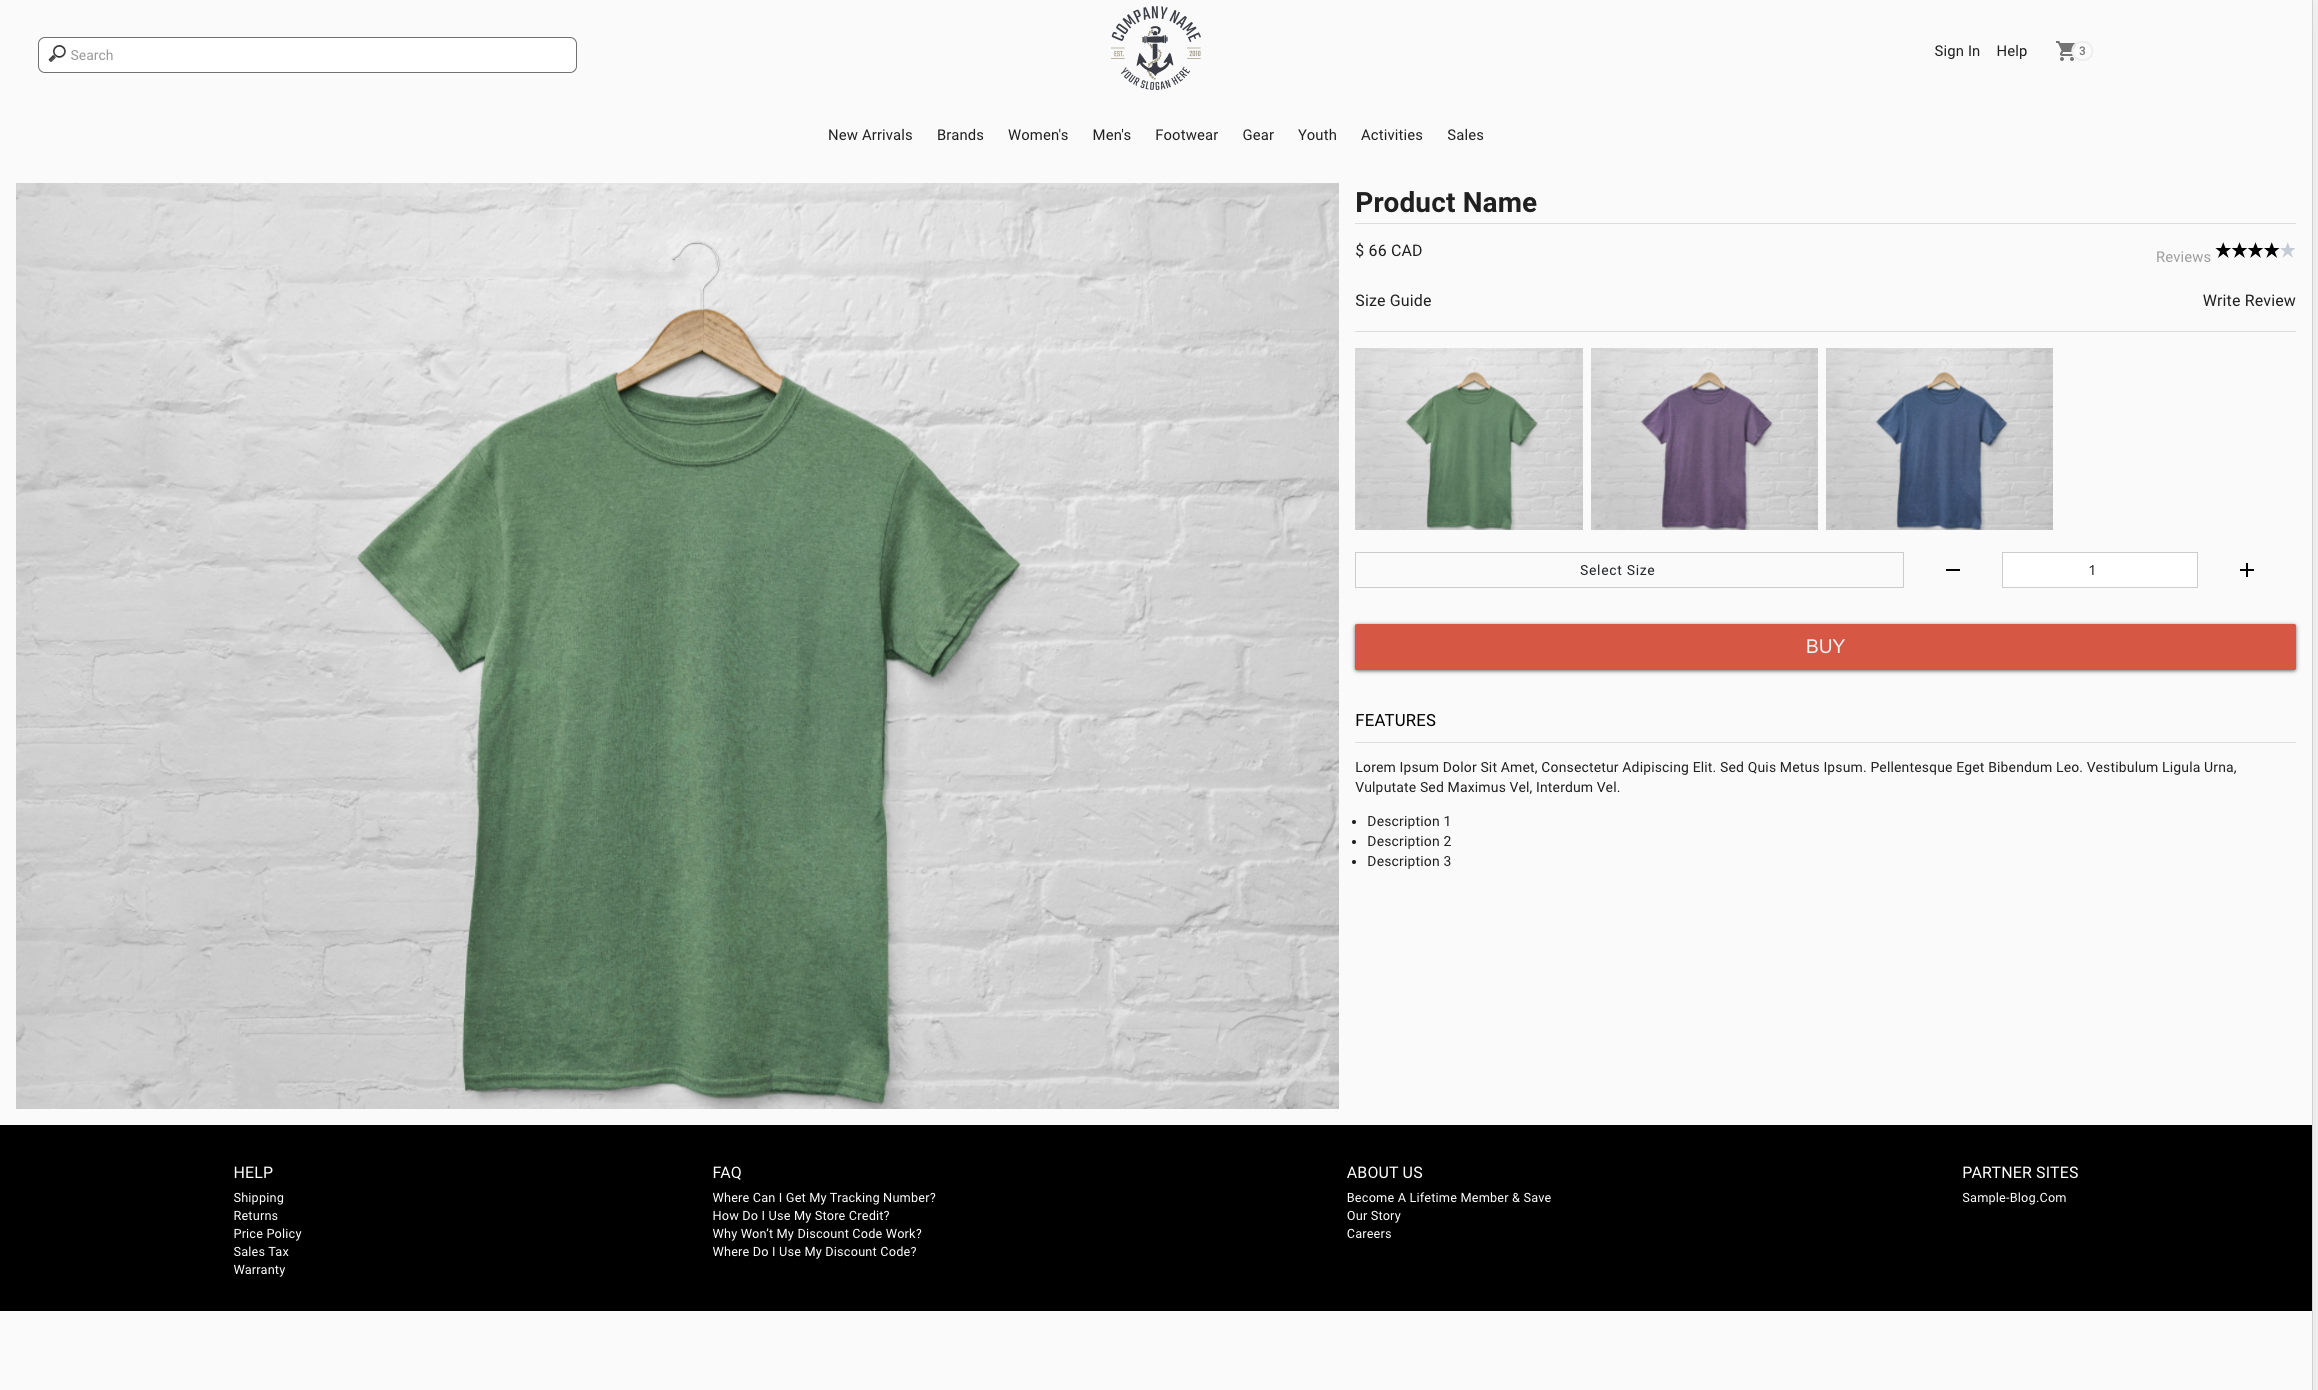 Search
COMPANY NAME
EST. 2010
YOUR SLOGAN HERE
Sign In Help 3
New Arrivals Brands Women's Men's Footwear Gear Youth Activities Sales
Product Name
$ 66 CAD
Reviews
Size Guide
Write Review
Select Size
1
BUY
FEATURES
Lorem Ipsum Dolor Sit Amet, Consectetur Adipiscing Elit. Sed Quis Metus Ipsum. Pellentesque Eget Bibendum Leo. Vestibulum Ligula Urna,
Vulputate Sed Maximus Vel, Interdum Vel.
• Description 1
• Description 2
• Description 3
HELP
Shipping
Returns
Price Policy
Sales Tax
Warranty
FAQ
Where Can I Get My Tracking Number?
How Do I Use My Store Credit?
Why Won’t My Discount Code Work?
Where Do I Use My Discount Code?
ABOUT US
Become A Lifetime Member & Save
Our Story
Careers
PARTNER SITES
Sample-Blog.Com